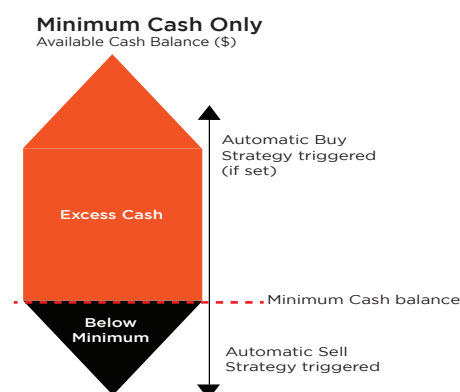 Minimum Cash Only
Available Cash Balance ($)
Automatic Buy
Strategy triggered
(if set)
Excess Cash
Minimum Cash balance
Below
Minimum
Automatic Sell
Strategy triggered